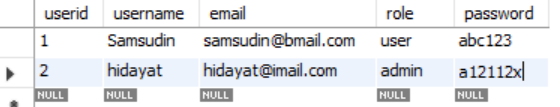 userid username email role password
1 Samsudin samsudin@bmail.com user abc123
2 hidayat hidayat@imail.com admin a12112x
NULL NULL NULL NULL NULL